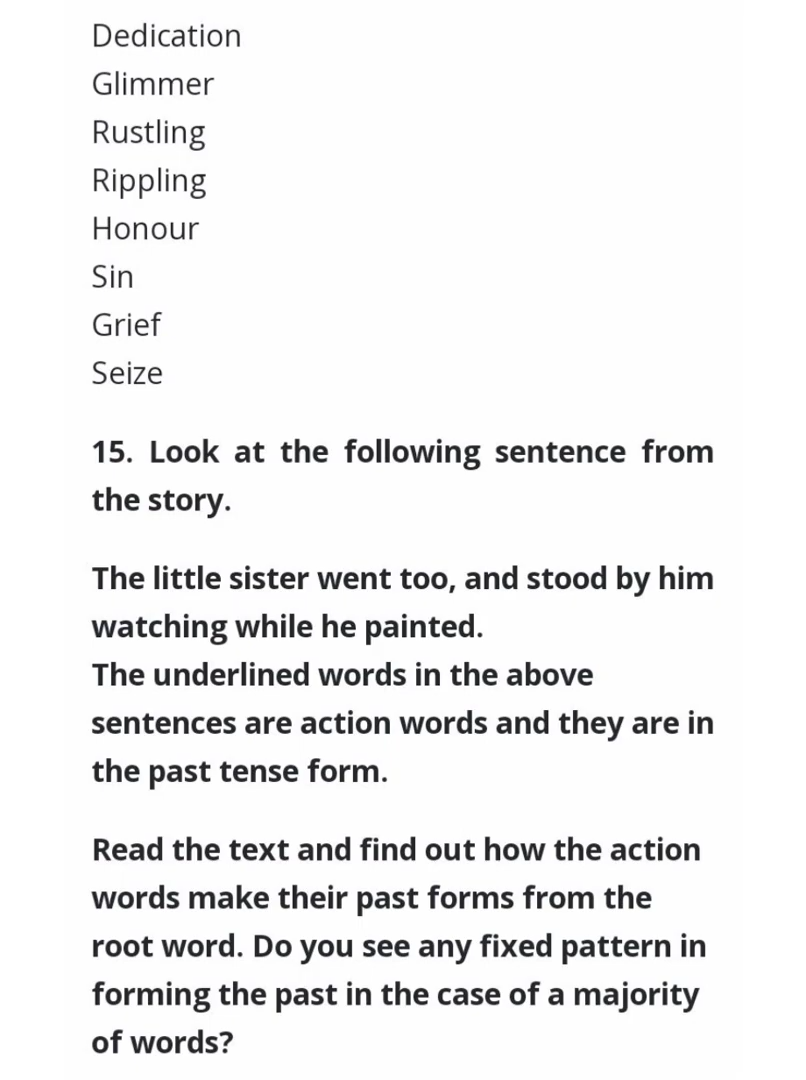 Dedication
Glimmer
Rustling
Rippling
Honour
Sin
Grief
Seize
15. Look at the following sentence from
the story.
The little sister went too, and stood by him
watching while he painted.
The underlined words in the above
sentences are action words and they are in
the past tense form.
Read the text and find out how the action
words make their past forms from the
root word. Do you see any fixed pattern in
forming the past in the case of a majority
of words?